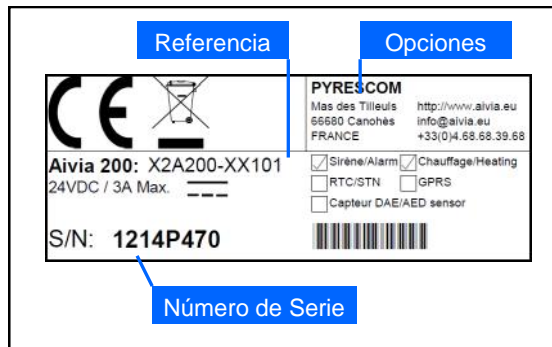 Referencia
Opciones
CE
PYRESCOM
Mas des Tilleuls http://www.aivia.eu
66680 Canohès info@aivia.eu
FRANCE +33(0)4.68.68.39.68
Aivia 200: X2A200-XX101
24VDC / 3A Max.
Sirène/Alarm Chauffage/Heating
RTC/STN GPRS
Capteur DAE/AED sensor
S/N: 1214P470
Número de Serie